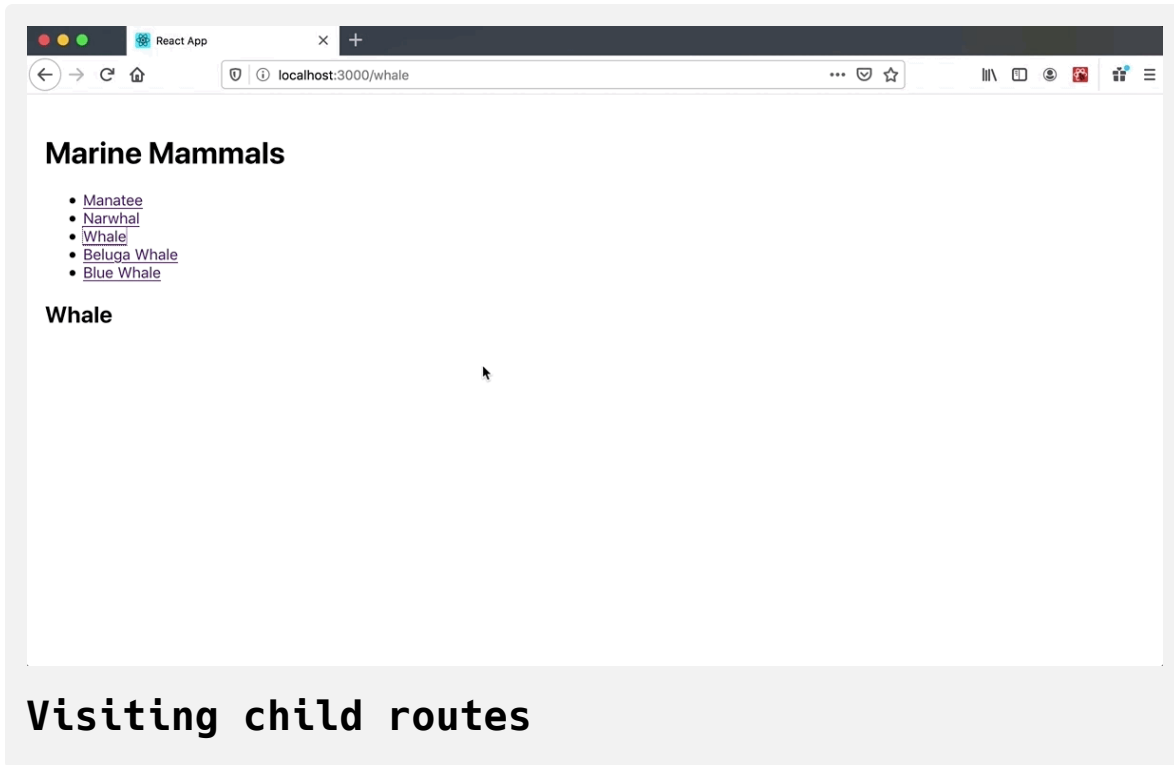 React App
localhost:3000/whale
Marine Mammals
Manatee
Narwhal
Whale
Beluga Whale
Blue Whale
Whale
Visiting child routes